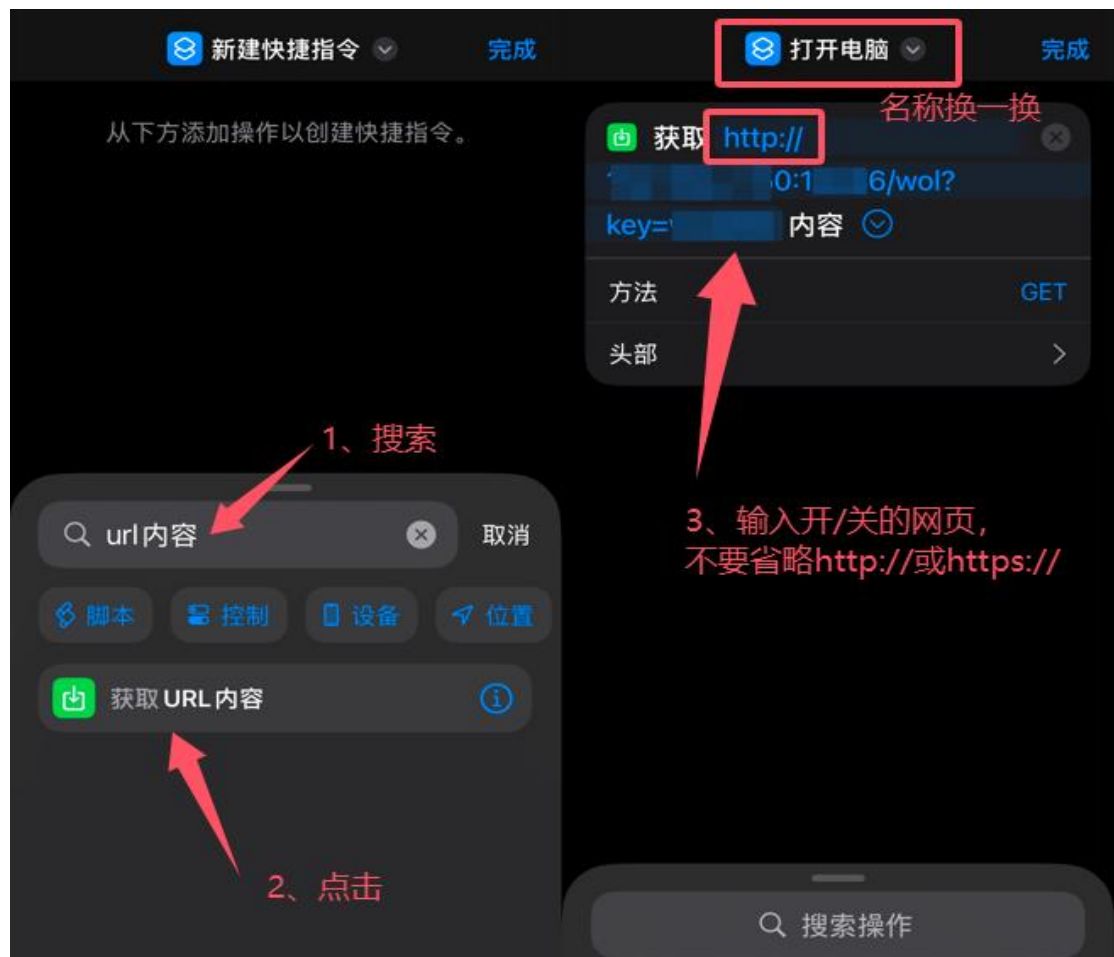 新建快捷指令
完成
从下方添加操作以创建快捷指令。
1、搜索
url内容
取消
脚本
控制
设备
位置
获取URL内容
2、点击
打开电脑
完成
名称换一换
获取 http://
0:1 6/wol?
key= 内容
方法
GET
头部
3、输入开/关的网页，
不要省略http://或https://
搜索操作